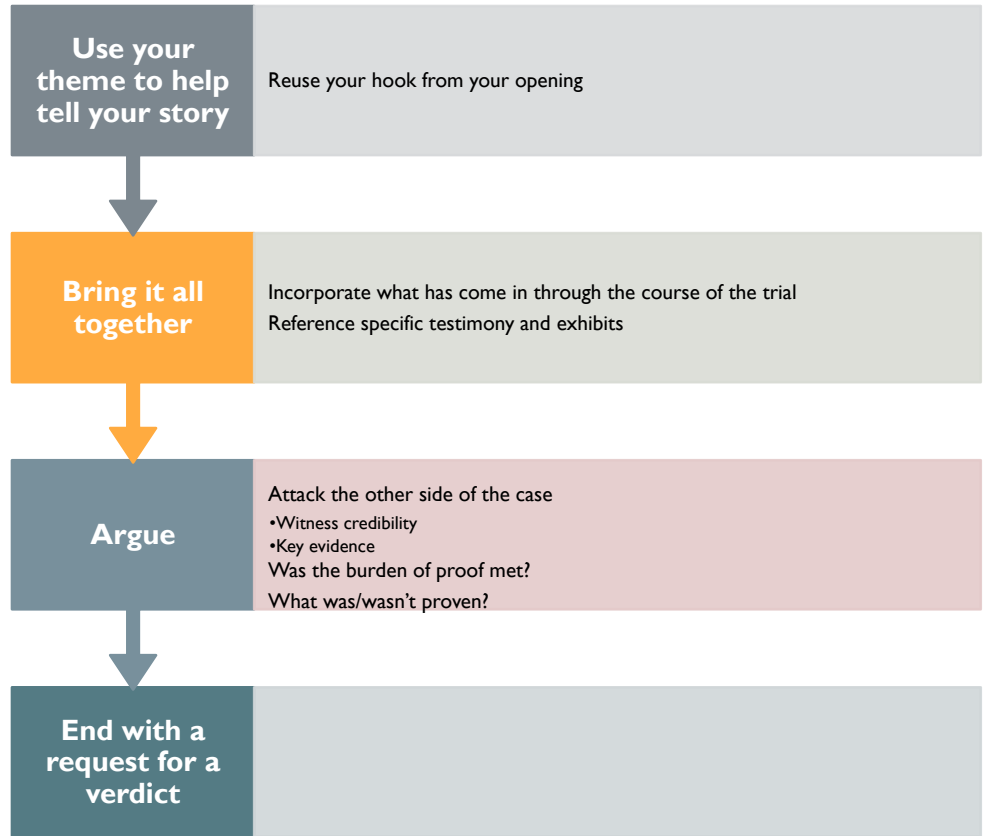 Use your
theme to help
tell your story
Reuse your hook from your opening
Bring it all
together
Incorporate what has come in through the course of the trial
Reference specific testimony and exhibits
Argue
Attack the other side of the case
•Witness credibility
•Key evidence
Was the burden of proof met?
What was/wasn’t proven?
End with a
request for a
verdict